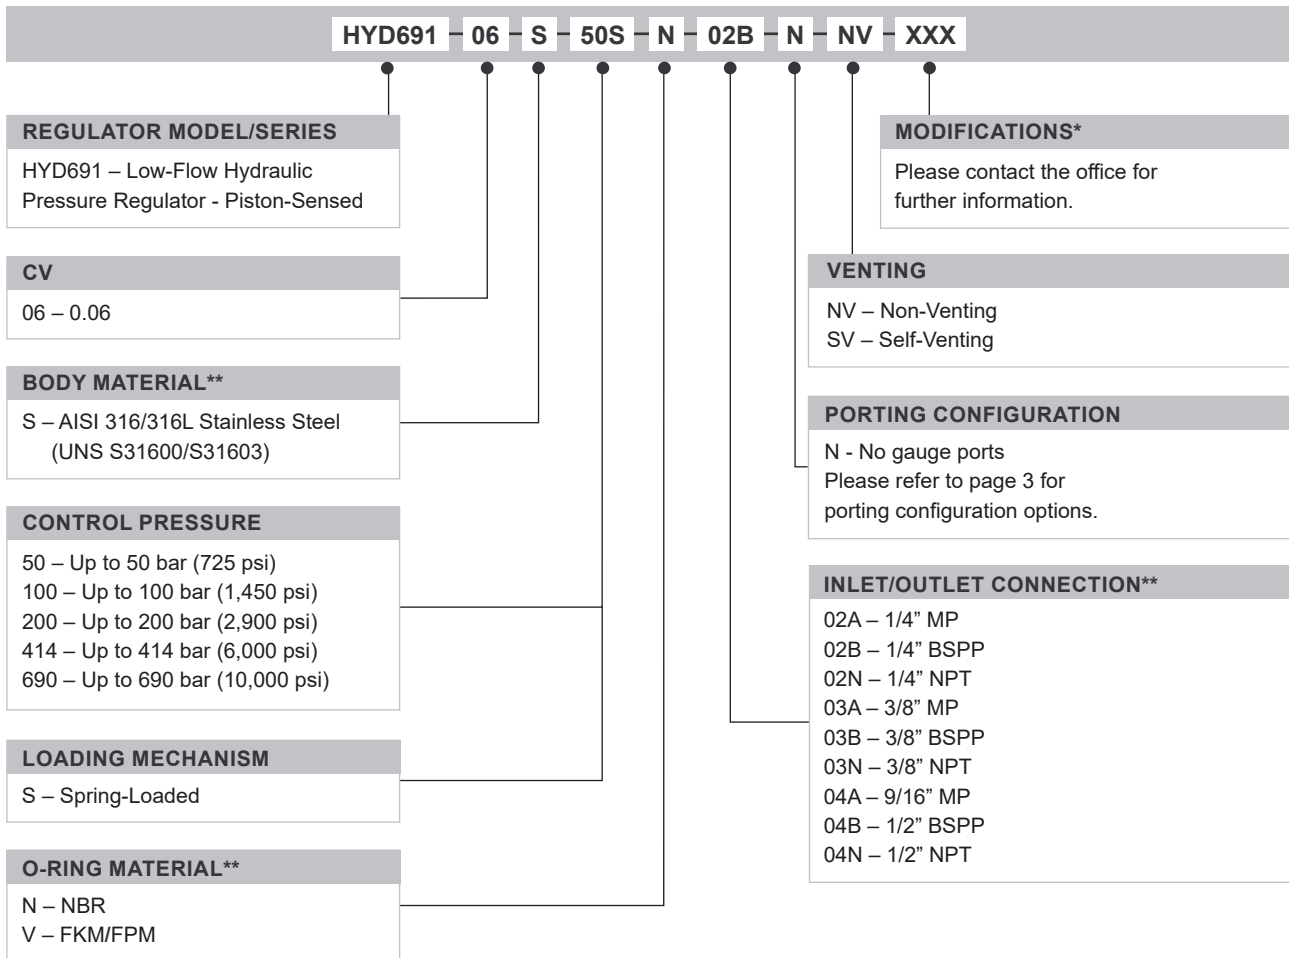 HYD691 06 S 50S N 02B N NV XXX
REGULATOR MODEL/SERIES
HYD691 – Low-Flow Hydraulic
Pressure Regulator - Piston-Sensed
CV
06 – 0.06
BODY MATERIAL**
S – AISI 316/316L Stainless Steel
(UNS S31600/S31603)
CONTROL PRESSURE
50 – Up to 50 bar (725 psi)
100 – Up to 100 bar (1,450 psi)
200 – Up to 200 bar (2,900 psi)
414 – Up to 414 bar (6,000 psi)
690 – Up to 690 bar (10,000 psi)
LOADING MECHANISM
S – Spring-Loaded
O-RING MATERIAL**
N – NBR
V – FKM/FPM
MODIFICATIONS*
Please contact the office for
further information.
VENTING
NV – Non-Venting
SV – Self-Venting
PORTING CONFIGURATION
N - No gauge ports
Please refer to page 3 for
porting configuration options.
INLET/OUTLET CONNECTION**
02A – 1/4” MP
02B – 1/4” BSPP
02N – 1/4” NPT
03A – 3/8” MP
03B – 3/8” BSPP
03N – 3/8” NPT
04A – 9/16” MP
04B – 1/2” BSPP
04N – 1/2” NPT